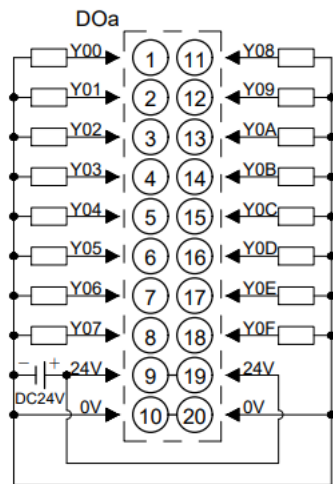 DOa
Y00 1 11 Y08
Y01 2 12 Y09
Y02 3 13 Y0A
Y03 4 14 Y0B
Y04 5 15 Y0C
Y05 6 16 Y0D
Y06 7 17 Y0E
Y07 8 18 Y0F
− + 24V 9 19 24V
DC24V
0V 10 20 0V